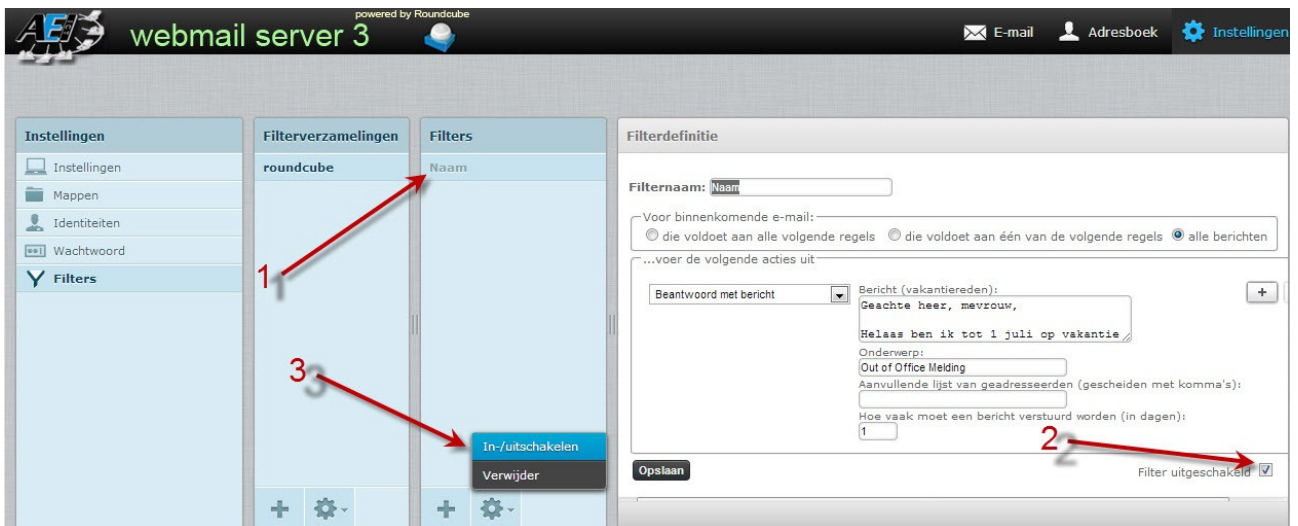 powered by Roundcube
AEI webmail server 3
E-mail Adresboek Instellingen
Instellingen
Instellingen
Mappen
Identiteiten
Wachtwoord
Filters
Filterverzamelingen
roundcube
Filters
Naam
1
3
In-/uitschakelen
Verwijder
Filterdefinitie
Filternaam: Naam
Voor binnenkomende e-mail:
die voldoet aan alle volgende regels die voldoet aan één van de volgende regels alle berichten
...voer de volgende acties uit
Beantwoord met bericht
Bericht (vakantiereden):
Geachte heer, mevrouw,
Helaas ben ik tot 1 juli op vakantie
Onderwerp:
Out of Office Melding
Aanvullende lijst van geadresseerden (gescheiden met komma's):
Hoe vaak moet een bericht verstuurd worden (in dagen):
1
2
Opslaan
Filter uitgeschakeld